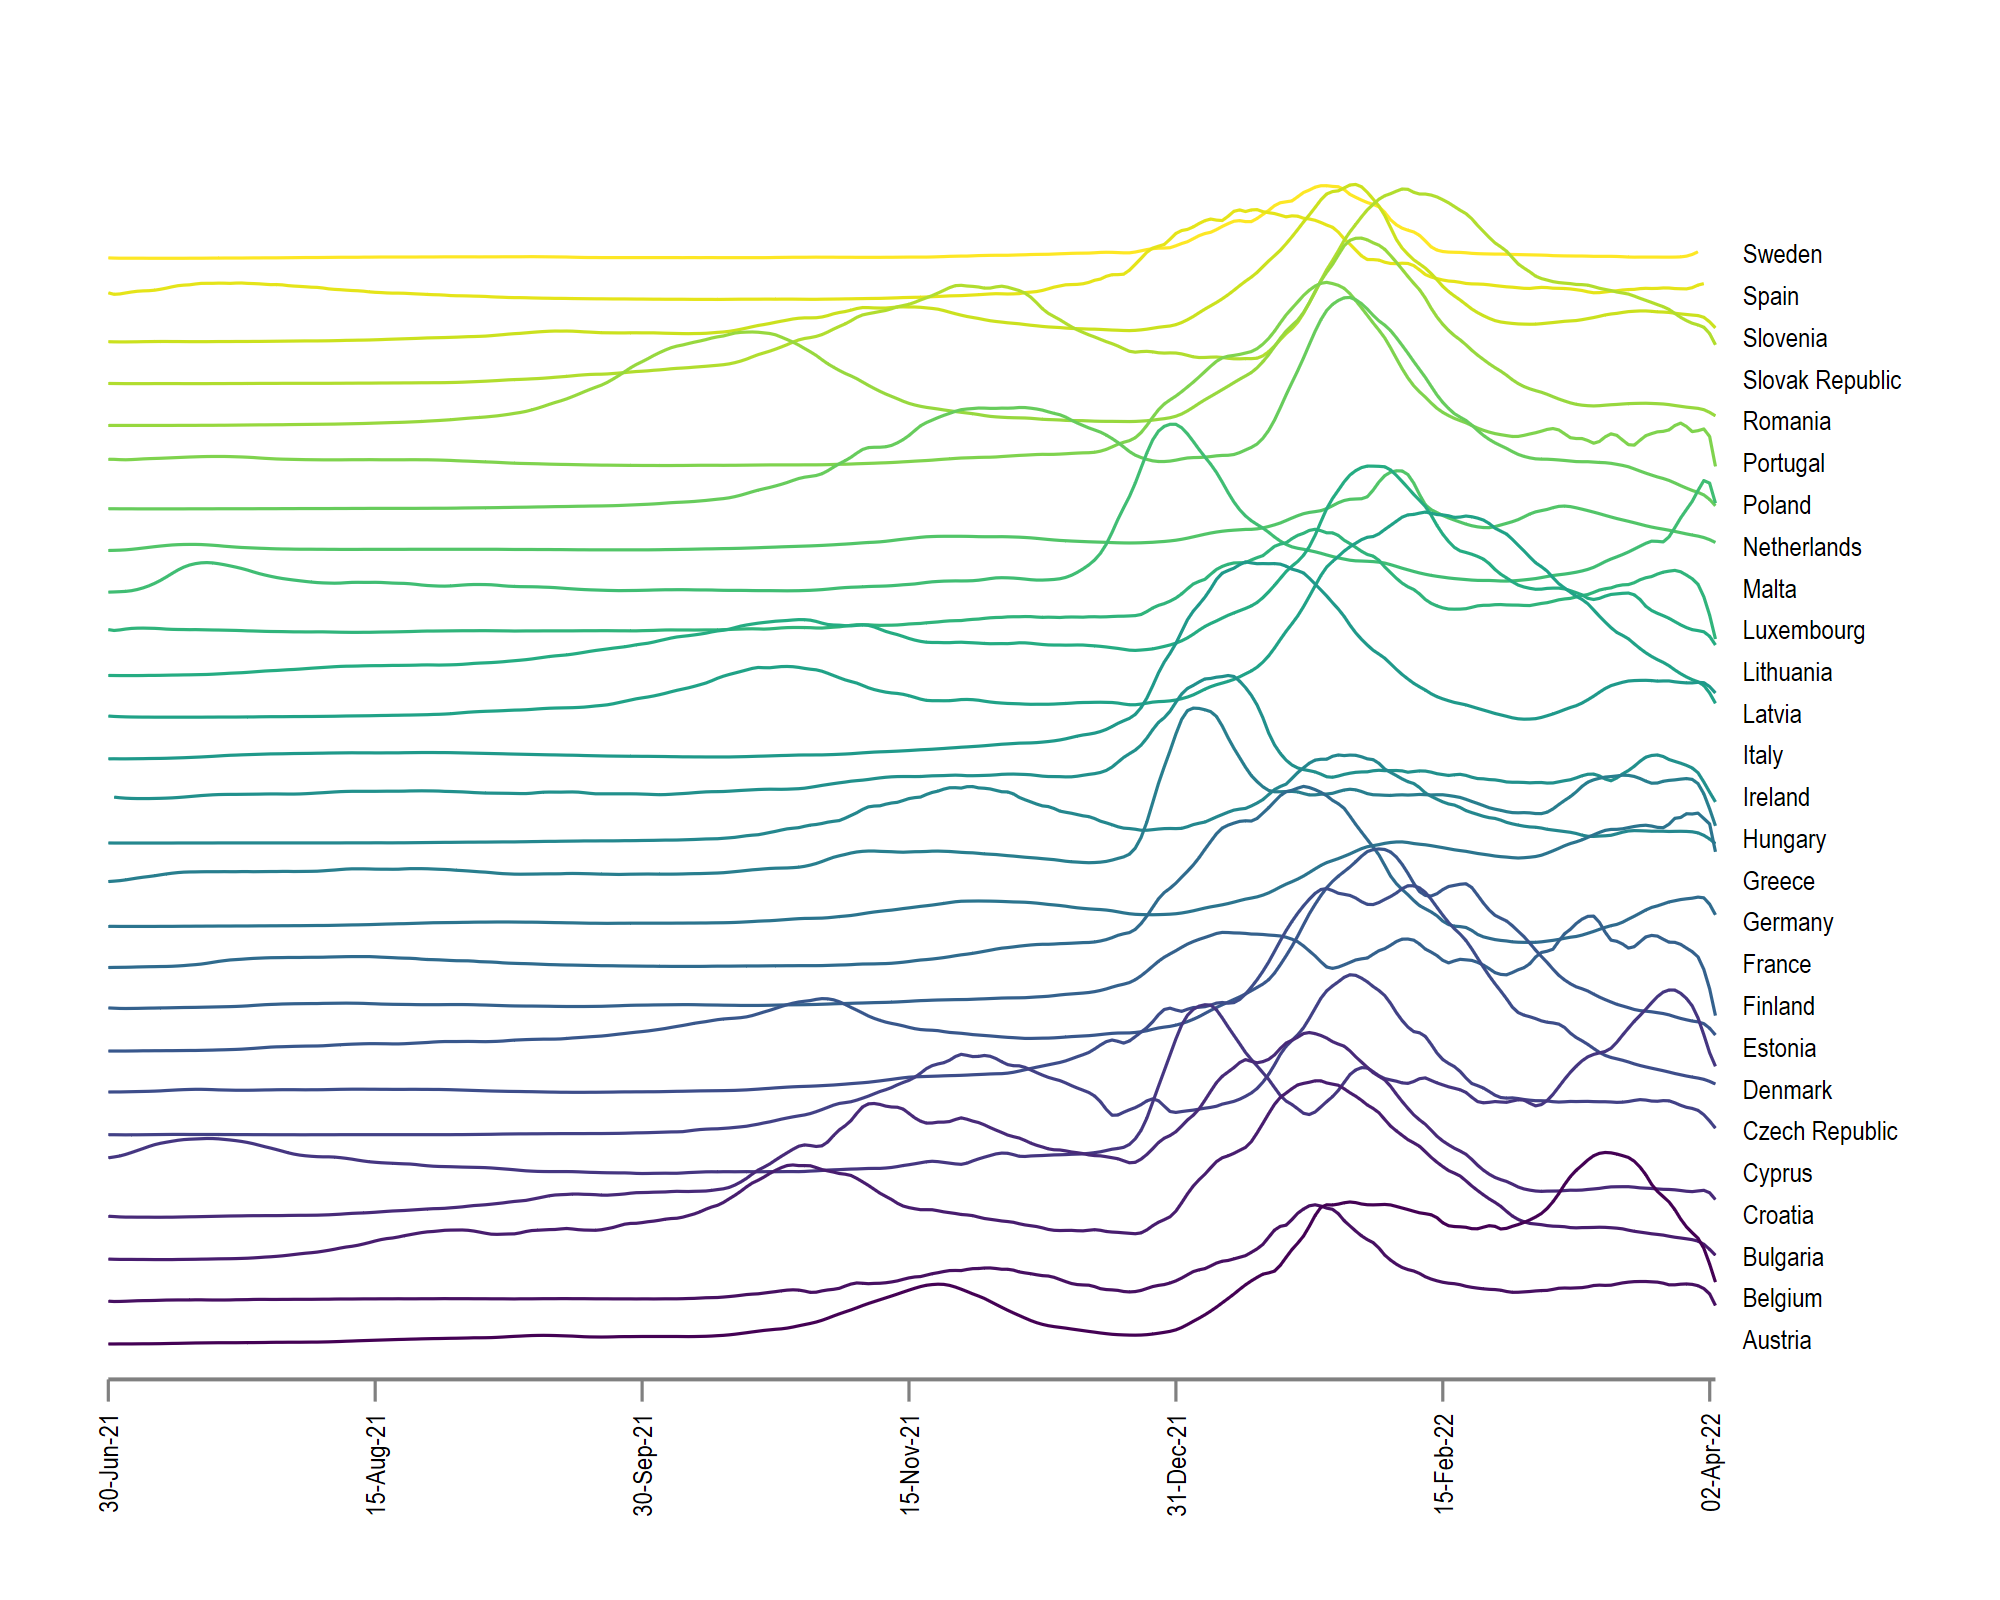 Sweden
Spain
Slovenia
Slovak Republic
Romania
Portugal
Poland
Netherlands
Malta
Luxembourg
Lithuania
Latvia
Italy
Ireland
Hungary
Greece
Germany
France
Finland
Estonia
Denmark
Czech Republic
Cyprus
Croatia
Bulgaria
Belgium
Austria
30-Jun-21
15-Aug-21
30-Sep-21
15-Nov-21
31-Dec-21
15-Feb-22
02-Apr-22